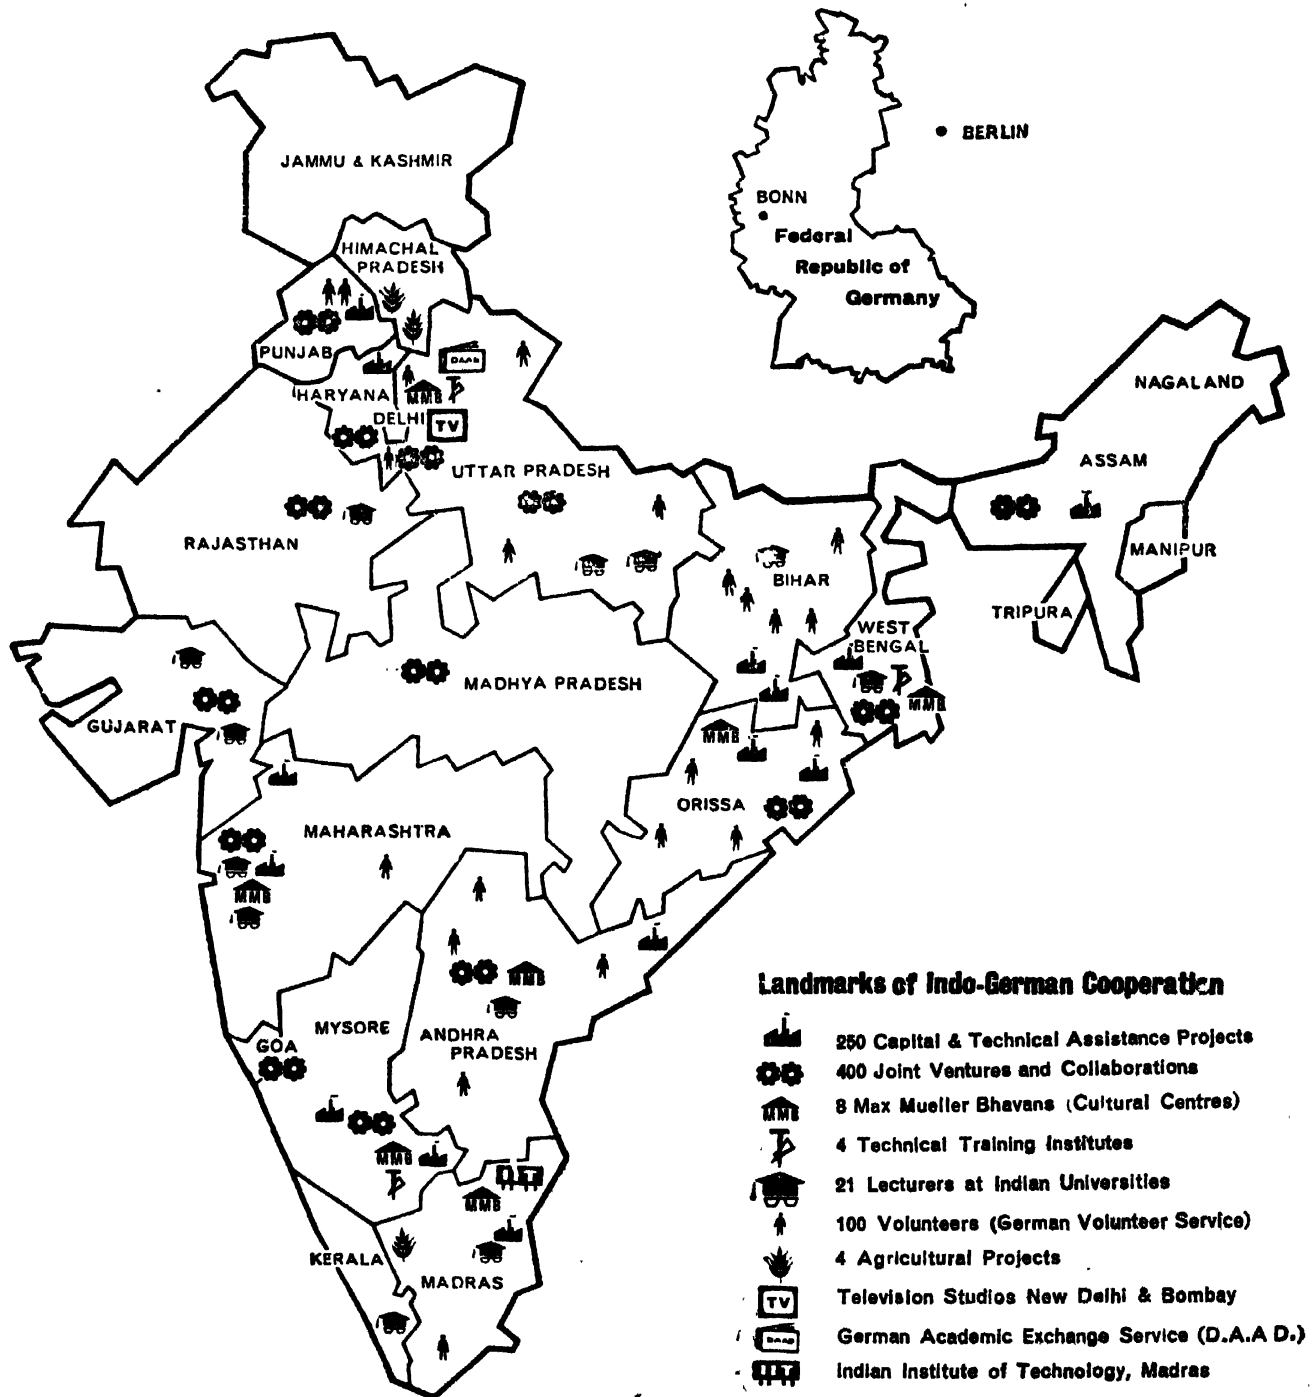 JAMMU & KASHMIR
HIMACHAL
PRADESH
PUNJAB
HARYANA
DELHI
DAAD
MMB
TV
UTTAR PRADESH
RAJASTHAN
BIHAR
WEST
BENGAL
MMB
GUJARAT
MADHYA PRADESH
MMB
ORISSA
MAHARASHTRA
MMB
MMB
MYSORE
ANDHRA
PRADESH
GOA
MMB
IIT
MMB
KERALA
MADRAS
NAGALAND
ASSAM
MANIPUR
TRIPURA
BERLIN
BONN
Federal
Republic of
Germany
Landmarks of Indo-German Cooperation
250 Capital & Technical Assistance Projects
400 Joint Ventures and Collaborations
MMB 8 Max Mueller Bhavans (Cultural Centres)
4 Technical Training Institutes
21 Lecturers at Indian Universities
100 Volunteers (German Volunteer Service)
4 Agricultural Projects
TV Television Studios New Delhi & Bombay
DAAD German Academic Exchange Service (D.A.A D.)
IIT Indian Institute of Technology, Madras